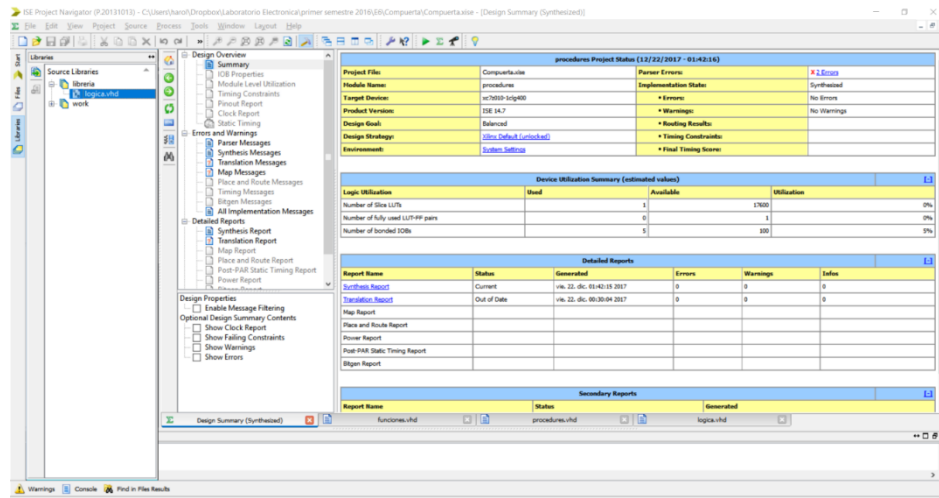 ISE Project Navigator (P.20131013) - C:\Users\harol\Dropbox\Laboratorio Electronica\primer semestre 2016\E6\Compuerta\Compuerta.xise - [Design Summary (Synthesized)]
File Edit View Project Source Process Tools Window Layout Help
Start
Files
Libraries
Libraries
Source Libraries
libreria
logica.vhd
work
Design Overview
Summary
IOB Properties
Module Level Utilization
Timing Constraints
Pinout Report
Clock Report
Static Timing
Errors and Warnings
Parser Messages
Synthesis Messages
Translation Messages
Map Messages
Place and Route Messages
Timing Messages
Bitgen Messages
All Implementation Messages
Detailed Reports
Synthesis Report
Translation Report
Map Report
Place and Route Report
Post-PAR Static Timing Report
Power Report
Bitgen Report
Design Properties
Enable Message Filtering
Optional Design Summary Contents
Show Clock Report
Show Failing Constraints
Show Warnings
Show Errors
procedures Project Status (12/22/2017 - 01:42:16)
Project File: Compuerta.xise Parser Errors: X 2 Errors
Module Name: procedures Implementation State: Synthesized
Target Device: xc7z010-1clg400 • Errors: No Errors
Product Version: ISE 14.7 • Warnings: No Warnings
Design Goal: Balanced • Routing Results:
Design Strategy: Xilinx Default (unlocked) • Timing Constraints:
Environment: System Settings • Final Timing Score:
Device Utilization Summary (estimated values) [-]
Logic Utilization Used Available Utilization
Number of Slice LUTs 1 17600 0%
Number of fully used LUT-FF pairs 0 1 0%
Number of bonded IOBs 5 100 5%
Detailed Reports [-]
Report Name Status Generated Errors Warnings Infos
Synthesis Report Current vie. 22. dic. 01:42:15 2017 0 0 0
Translation Report Out of Date vie. 22. dic. 00:30:04 2017 0 0 0
Map Report
Place and Route Report
Power Report
Post-PAR Static Timing Report
Bitgen Report
Secondary Reports [-]
Report Name Status Generated
Design Summary (Synthesized) funciones.vhd procedures.vhd logica.vhd
Warnings Console Find in Files Results